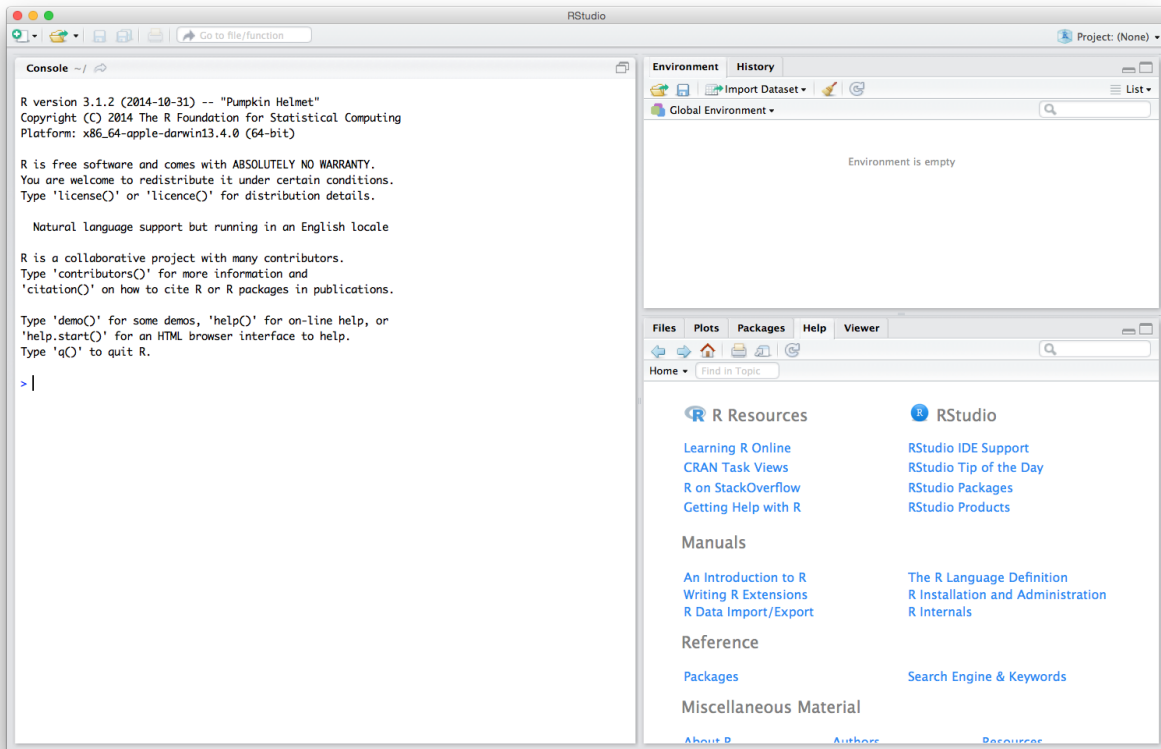 RStudio
Go to file/function
Project: (None)
Console ~/
R version 3.1.2 (2014-10-31) -- "Pumpkin Helmet"
Copyright (C) 2014 The R Foundation for Statistical Computing
Platform: x86_64-apple-darwin13.4.0 (64-bit)
R is free software and comes with ABSOLUTELY NO WARRANTY.
You are welcome to redistribute it under certain conditions.
Type 'license()' or 'licence()' for distribution details.
Natural language support but running in an English locale
R is a collaborative project with many contributors.
Type 'contributors()' for more information and
'citation()' on how to cite R or R packages in publications.
Type 'demo()' for some demos, 'help()' for on-line help, or
'help.start()' for an HTML browser interface to help.
Type 'q()' to quit R.
>
Environment History
Import Dataset List
Global Environment
Environment is empty
Files Plots Packages Help Viewer
Home Find in Topic
R R Resources
R RStudio
Learning R Online
RStudio IDE Support
CRAN Task Views
RStudio Tip of the Day
R on StackOverflow
RStudio Packages
Getting Help with R
RStudio Products
Manuals
An Introduction to R
The R Language Definition
Writing R Extensions
R Installation and Administration
R Data Import/Export
R Internals
Reference
Packages
Search Engine & Keywords
Miscellaneous Material
About R Authors Resources